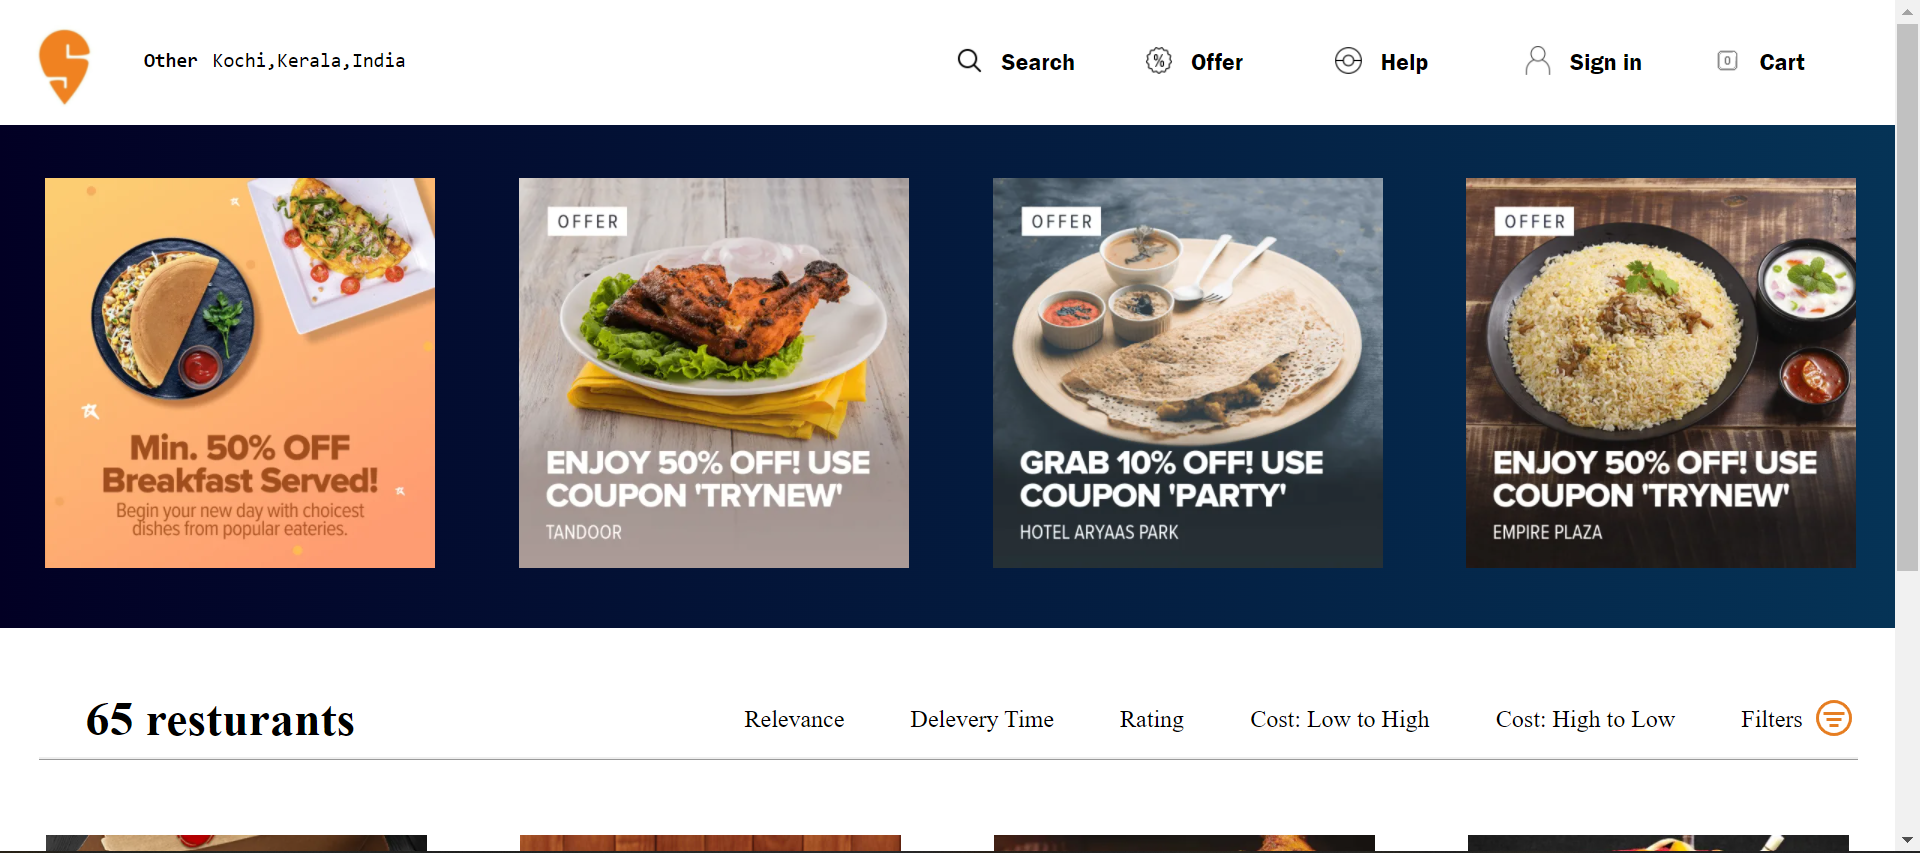 Other Kochi,Kerala,India
Search
%
Offer
Help
Sign in
0
Cart
Min. 50% OFF
Breakfast Served!
Begin your new day with choicest
dishes from popular eateries.
OFFER
ENJOY 50% OFF! USE
COUPON 'TRYNEW'
TANDOOR
OFFER
GRAB 10% OFF! USE
COUPON 'PARTY'
HOTEL ARYAAS PARK
OFFER
ENJOY 50% OFF! USE
COUPON 'TRYNEW'
EMPIRE PLAZA
65 resturants
Relevance
Delevery Time
Rating
Cost: Low to High
Cost: High to Low
Filters